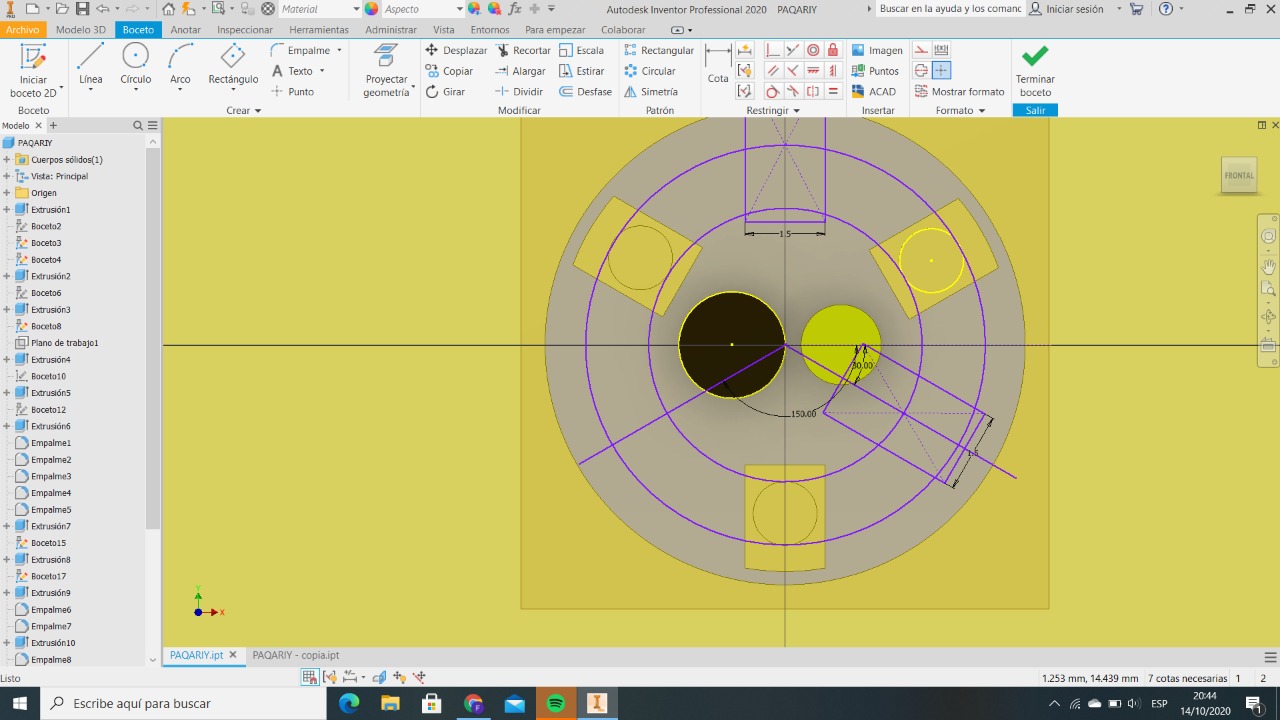 Material
Aspecto
Autodesk Inventor Professional 2020 PAQARIY
Buscar en la ayuda y los comanc
Iniciar sesión
Archivo Modelo 3D Boceto Anotar Inspeccionar Herramientas Administrar Vista Entornos Para empezar Colaborar
Iniciar
boceto 2D
Línea
Círculo
Arco
Rectángulo
Empalme
Texto
Punto
Proyectar
geometría
Desplazar Recortar Escala
Copiar Alargar Estirar
Girar Dividir Desfase
Rectangular
Circular
Simetría
Cota
Imagen
Puntos
ACAD
Mostrar formato
Terminar
boceto
Boceto Crear Modificar Patrón Restringir Insertar Formato Salir
Modelo
PAQARIY
Cuerpos sólidos(1)
Vista: Principal
Origen
Extrusión1
Boceto2
Boceto3
Boceto4
Extrusión2
Boceto6
Extrusión3
Boceto8
Plano de trabajo1
Extrusión4
Boceto10
Extrusión5
Boceto12
Extrusión6
Empalme1
Empalme2
Empalme3
Empalme4
Empalme5
Extrusión7
Boceto15
Extrusión8
Boceto17
Extrusión9
Empalme6
Empalme7
Extrusión10
Empalme8
FRONTAL
1.5
30.00
150.00
1.5
Y
X
PAQARIY.ipt PAQARIY - copia.ipt
Listo
1.253 mm, 14.439 mm 7 cotas necesarias 1 2
Escribe aquí para buscar
ESP
20:44
14/10/2020